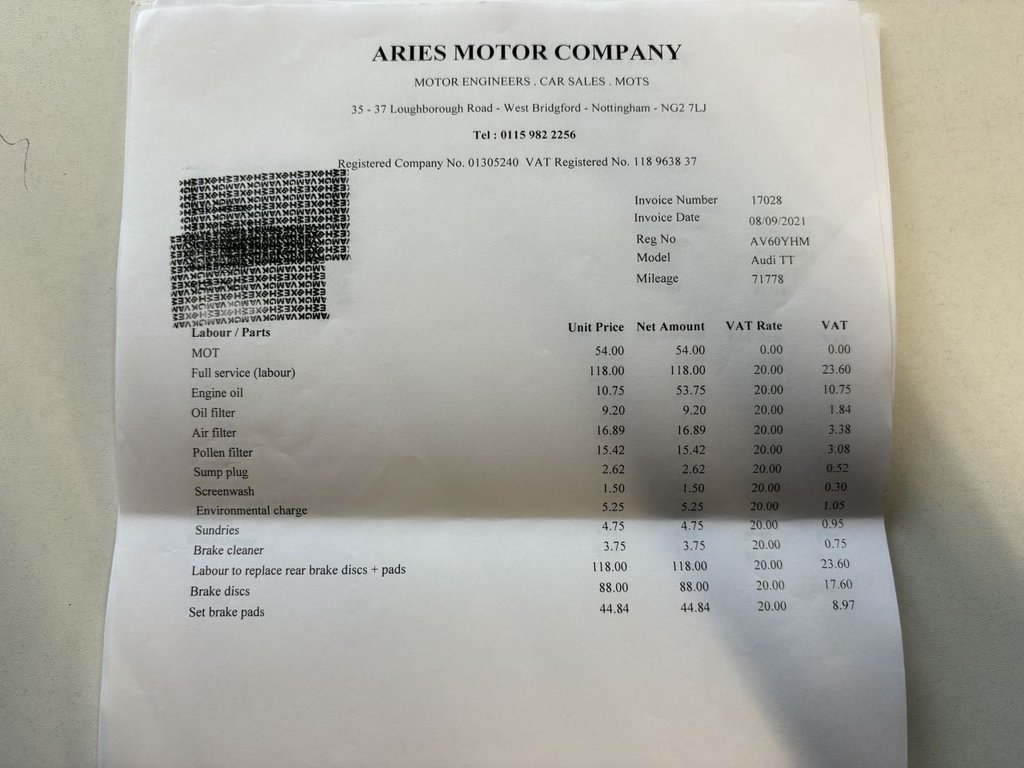 ARIES MOTOR COMPANY
MOTOR ENGINEERS . CAR SALES . MOTS
35 - 37 Loughborough Road - West Bridgford - Nottingham - NG2 7LJ
Tel : 0115 982 2256
Registered Company No. 01305240 VAT Registered No. 118 9638 37
Invoice Number 17028
Invoice Date 08/09/2021
Reg No AV60YHM
Model Audi TT
Mileage 71778
Labour / Parts Unit Price Net Amount VAT Rate VAT
MOT 54.00 54.00 0.00 0.00
Full service (labour) 118.00 118.00 20.00 23.60
Engine oil 10.75 53.75 20.00 10.75
Oil filter 9.20 9.20 20.00 1.84
Air filter 16.89 16.89 20.00 3.38
Pollen filter 15.42 15.42 20.00 3.08
Sump plug 2.62 2.62 20.00 0.52
Screenwash 1.50 1.50 20.00 0.30
Environmental charge 5.25 5.25 20.00 1.05
Sundries 4.75 4.75 20.00 0.95
Brake cleaner 3.75 3.75 20.00 0.75
Labour to replace rear brake discs + pads 118.00 118.00 20.00 23.60
Brake discs 88.00 88.00 20.00 17.60
Set brake pads 44.84 44.84 20.00 8.97